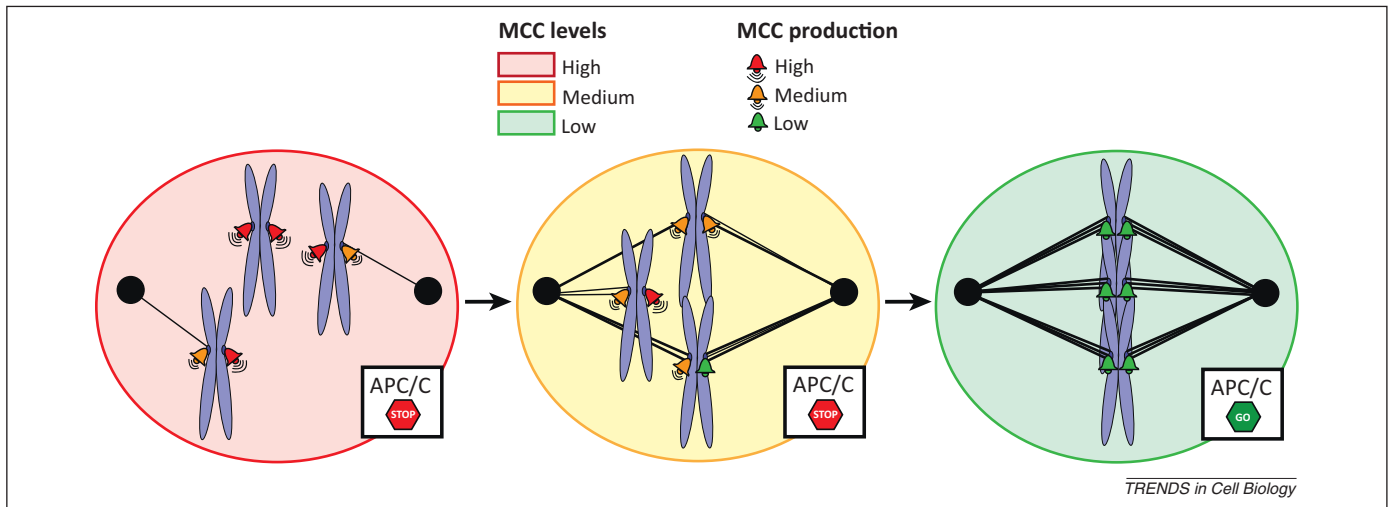 MCC levels
High
Medium
Low
MCC production
High
Medium
Low
APC/C
STOP
APC/C
STOP
APC/C
GO
TRENDS in Cell Biology